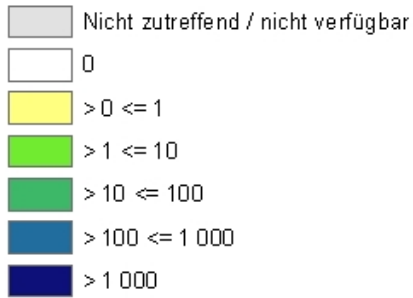 Nicht zutreffend / nicht verfügbar
0
> 0 <= 1
> 1 <= 10
> 10 <= 100
> 100 <= 1 000
> 1 000